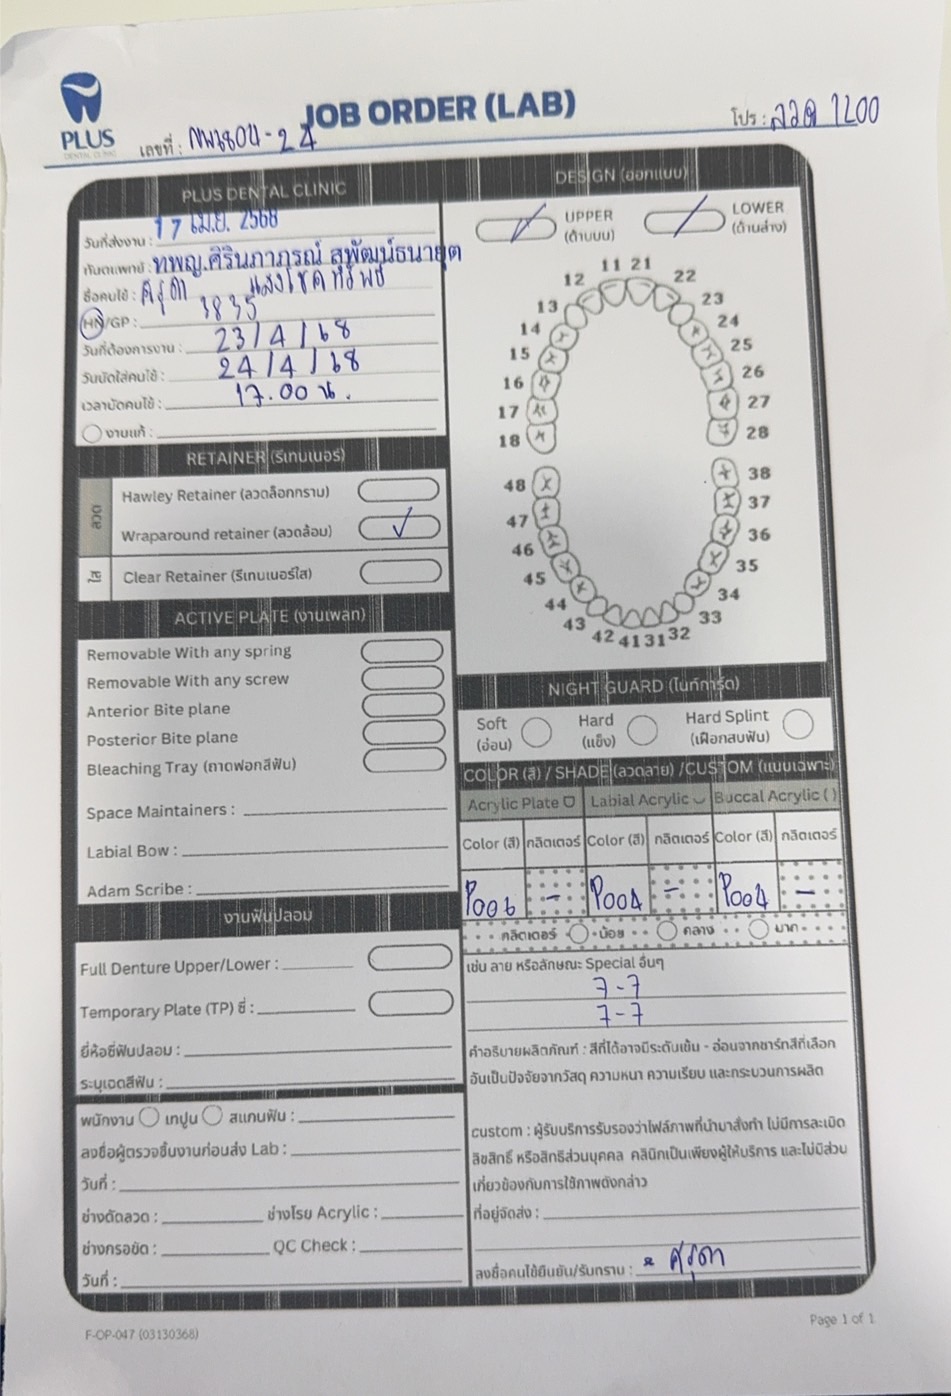 PLUS
DENTAL CLINIC
JOB ORDER (LAB)
เลขที่ : 24
โปร : ลวด 1200
PLUS DENTAL CLINIC
วันที่ส่งงาน : 17 เม.ย. 2568
ทันตแพทย์ : ทพญ.ศิรินภาภรณ์ สุพัฒน์ธนายุต
ชื่อคนไข้ : ศรุตา แสงโชคทรัพย์
HN/GP : 3835
วันที่ต้องการงาน : 23/4/68
วันนัดใส่คนไข้ : 24/4/68
เวลานัดคนไข้ : 17.00 น.
งานแก้ :
RETAINER (รีเทนเนอร์)
ลวด
Hawley Retainer (ลวดล็อกกราม)
Wraparound retainer (ลวดล้อม)
ใส
Clear Retainer (รีเทนเนอร์ใส)
ACTIVE PLATE (งานเพลท)
Removable With any spring
Removable With any screw
Anterior Bite plane
Posterior Bite plane
Bleaching Tray (ถาดฟอกสีฟัน)
Space Maintainers :
Labial Bow :
Adam Scribe :
งานฟันปลอม
Full Denture Upper/Lower :
Temporary Plate (TP) ซี่ :
ยี่ห้อซี่ฟันปลอม :
ระบุเฉดสีฟัน :
พนักงาน เทปูน สแกนฟัน :
ลงชื่อผู้ตรวจชิ้นงานก่อนส่ง Lab :
วันที่ :
ช่างดัดลวด : ช่างโรย Acrylic :
ช่างกรอขัด : QC Check :
วันที่ :
DESIGN (ออกแบบ)
UPPER
(ด้านบน)
LOWER
(ด้านล่าง)
11 21
12 22
13 23
14 24
15 25
16 26
17 27
18 28
48 38
47 37
46 36
45 35
44 34
43 33
42 41 31 32
NIGHT GUARD (ไนท์การ์ด)
Soft
(อ่อน)
Hard
(แข็ง)
Hard Splint
(เฝือกสบฟัน)
COLOR (สี) / SHADE (ลวดลาย) /CUSTOM (แบบเฉพาะ)
Acrylic Plate Labial Acrylic Buccal Acrylic ( )
Color (สี) กลิตเตอร์ Color (สี) กลิตเตอร์ Color (สี) กลิตเตอร์
P006 - P004 - P004 -
กลิตเตอร์ น้อย กลาง มาก
เช่น ลาย หรือลักษณะ Special อื่นๆ
7-7
7-7
คำอธิบายผลิตภัณฑ์ : สีที่ได้อาจมีระดับเข้ม - อ่อนจากชาร์ทสีที่เลือก
อันเป็นปัจจัยจากวัสดุ ความหนา ความเรียบ และกระบวนการผลิต
custom : ผู้รับบริการรับรองว่าไฟล์ภาพที่นำมาสั่งทำ ไม่มีการละเมิด
ลิขสิทธิ์ หรือสิทธิส่วนบุคคล คลินิกเป็นเพียงผู้ให้บริการ และไม่มีส่วน
เกี่ยวข้องกับการใช้ภาพดังกล่าว
ที่อยู่จัดส่ง :
ลงชื่อคนไข้ยืนยัน/รับทราบ : ศรุตา
F-OP-047 (03130368)
Page 1 of 1